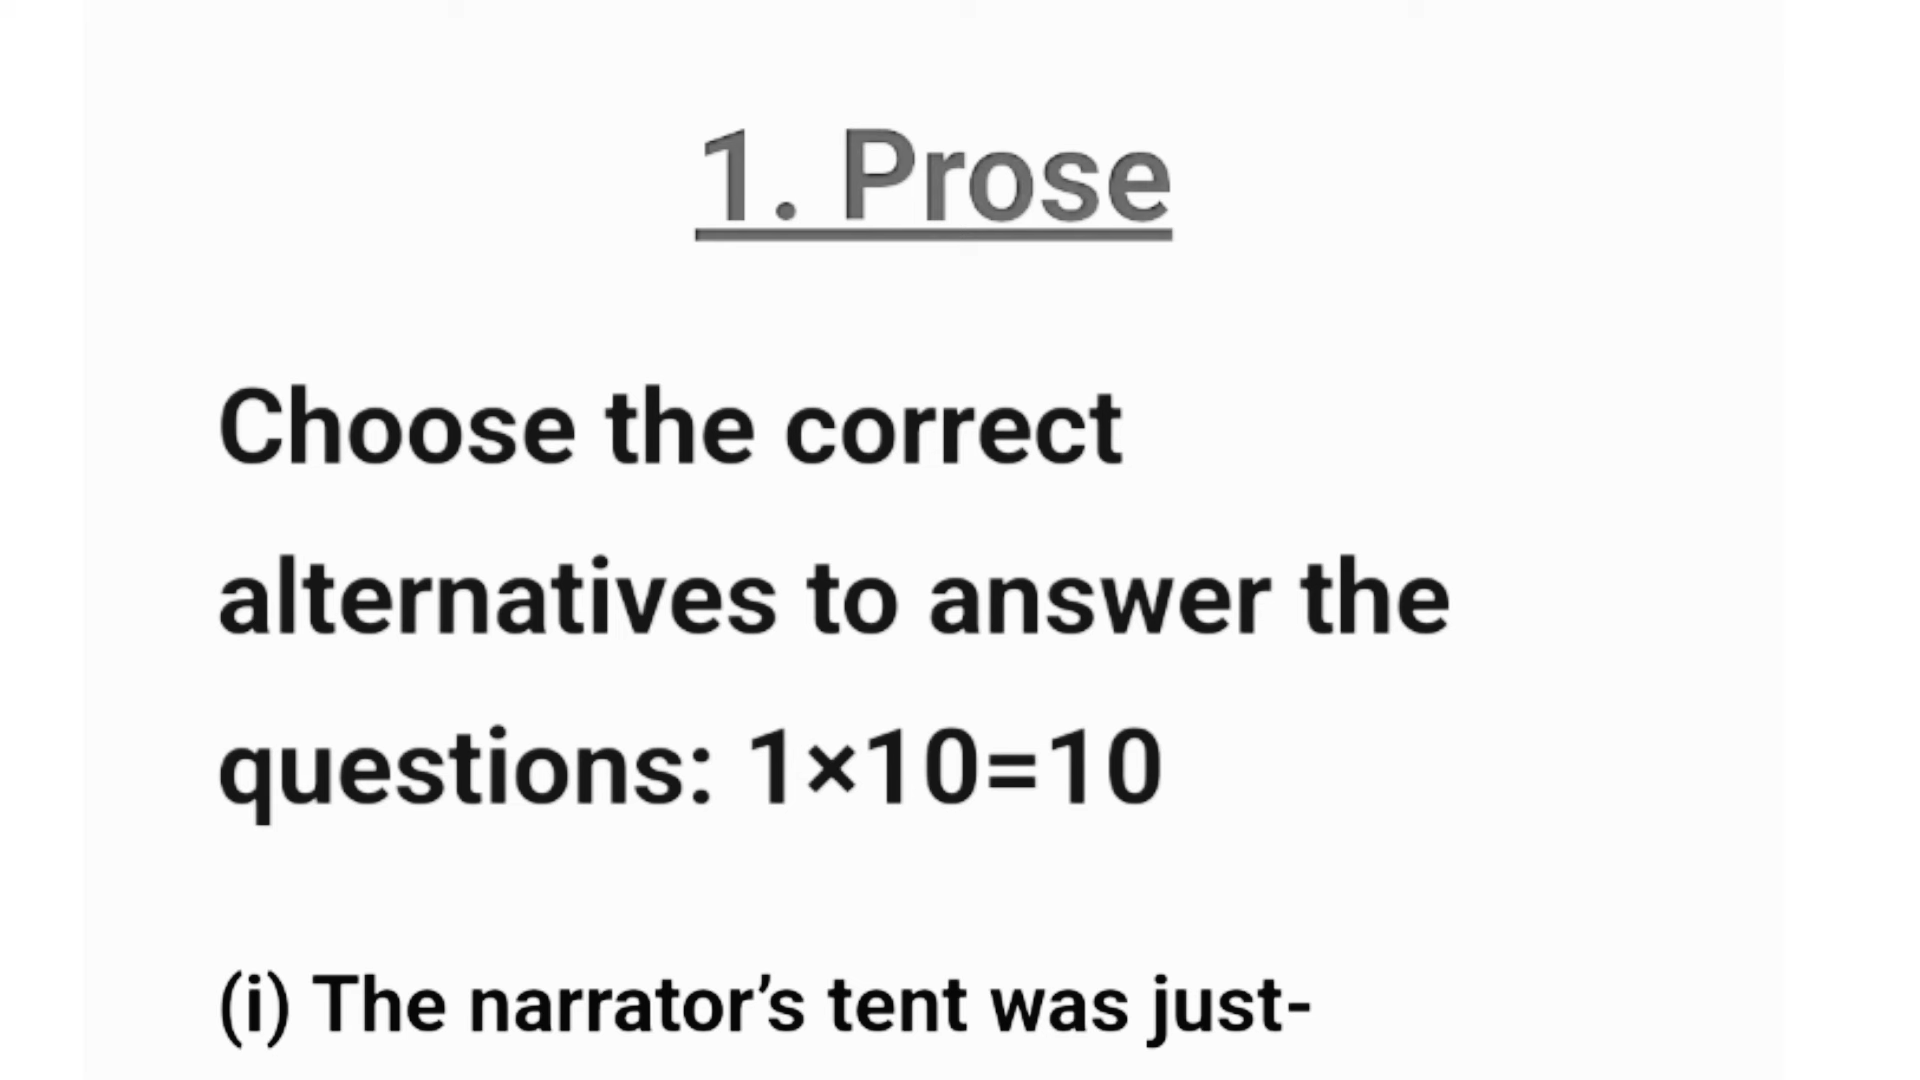 1. Prose
Choose the correct
alternatives to answer the
questions: 1×10=10
(i) The narrator’s tent was just-